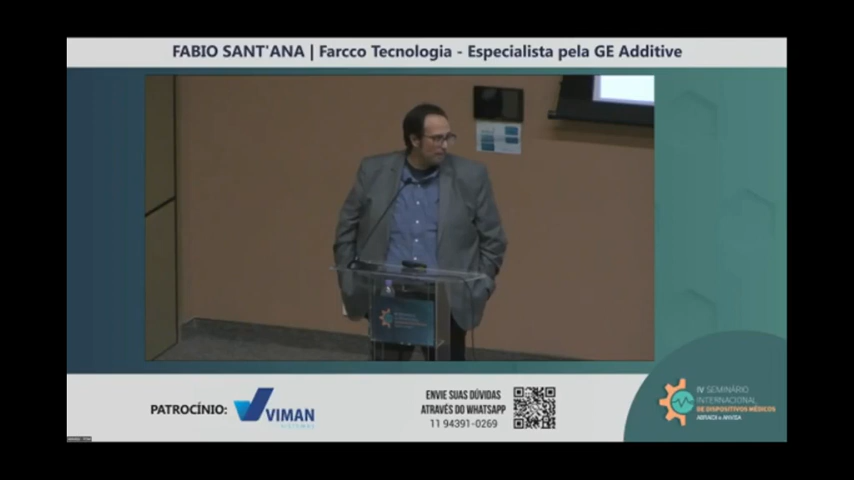 FABIO SANT'ANA | Farcco Tecnologia - Especialista pela GE Additive
PATROCÍNIO:
VIMAN
SISTEMAS
ENVIE SUAS DÚVIDAS
ATRAVÉS DO WHATSAPP
11 94391-0269
IV SEMINÁRIO
INTERNACIONAL
DE DISPOSITIVOS MÉDICOS